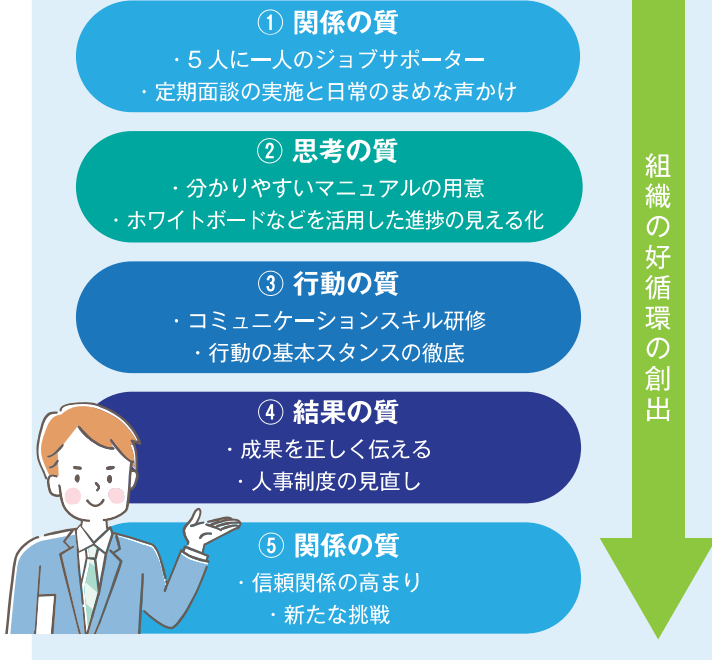 ① 関係の質
・５人に一人のジョブサポーター
・定期面談の実施と日常のまめな声かけ
② 思考の質
・分かりやすいマニュアルの用意
・ホワイトボードなどを活用した進捗の見える化
③ 行動の質
・コミュニケーションスキル研修
・行動の基本スタンスの徹底
④ 結果の質
・成果を正しく伝える
・人事制度の見直し
⑤ 関係の質
・信頼関係の高まり
・新たな挑戦
組織の好循環の創出